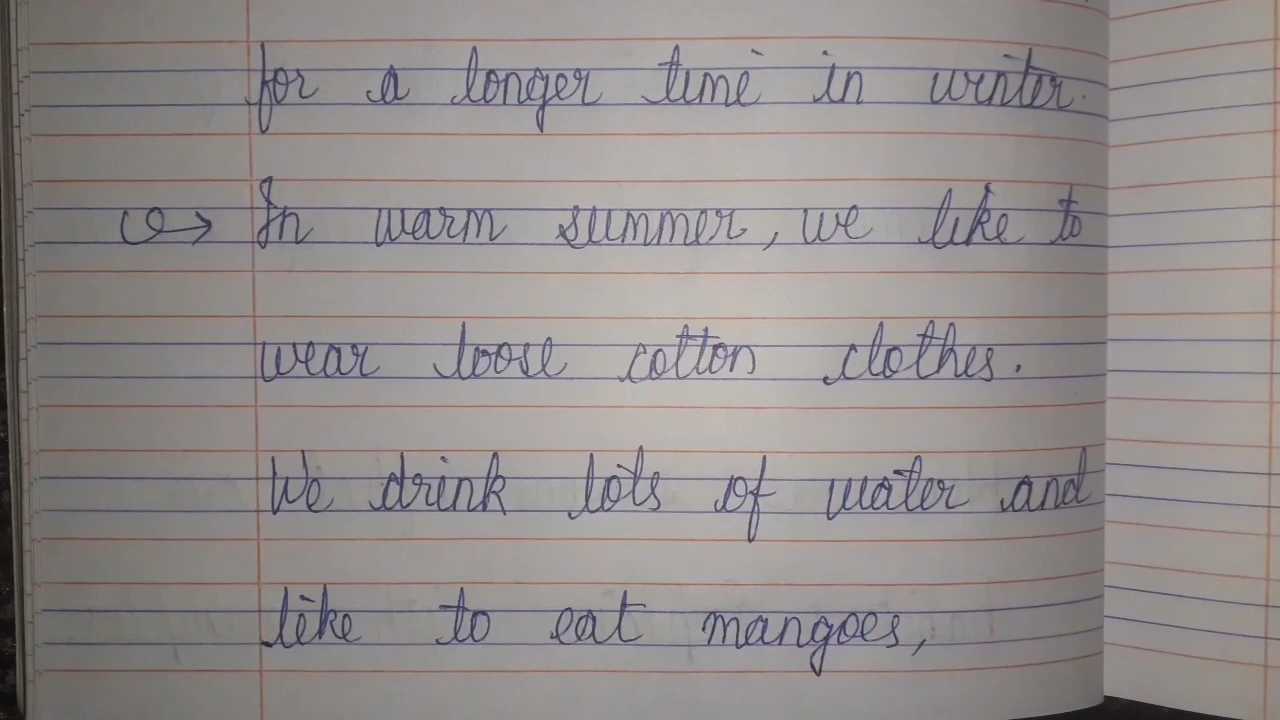 for a longer time in winter.
→ In warm summer, we like to
wear loose cotton clothes.
We drink lots of water and
like to eat mangoes,